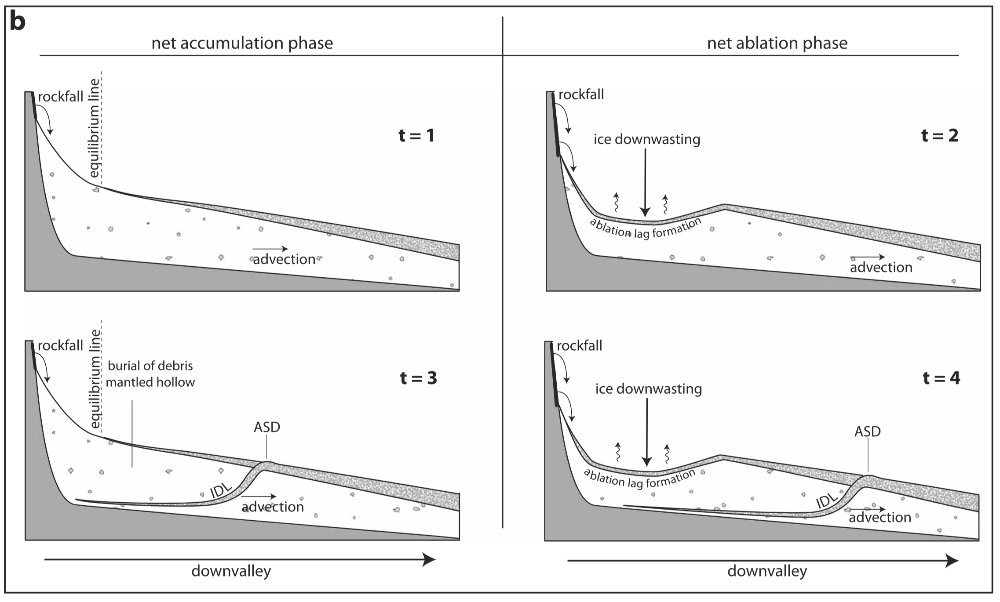 b
net accumulation phase
net ablation phase
rockfall
equilibrium line
t = 1
advection
rockfall
ice downwasting
t = 2
ablation lag formation
advection
rockfall
equilibrium line
burial of debris
mantled hollow
t = 3
ASD
IDL
advection
rockfall
ice downwasting
t = 4
ASD
ablation lag formation
IDL
advection
downvalley
downvalley